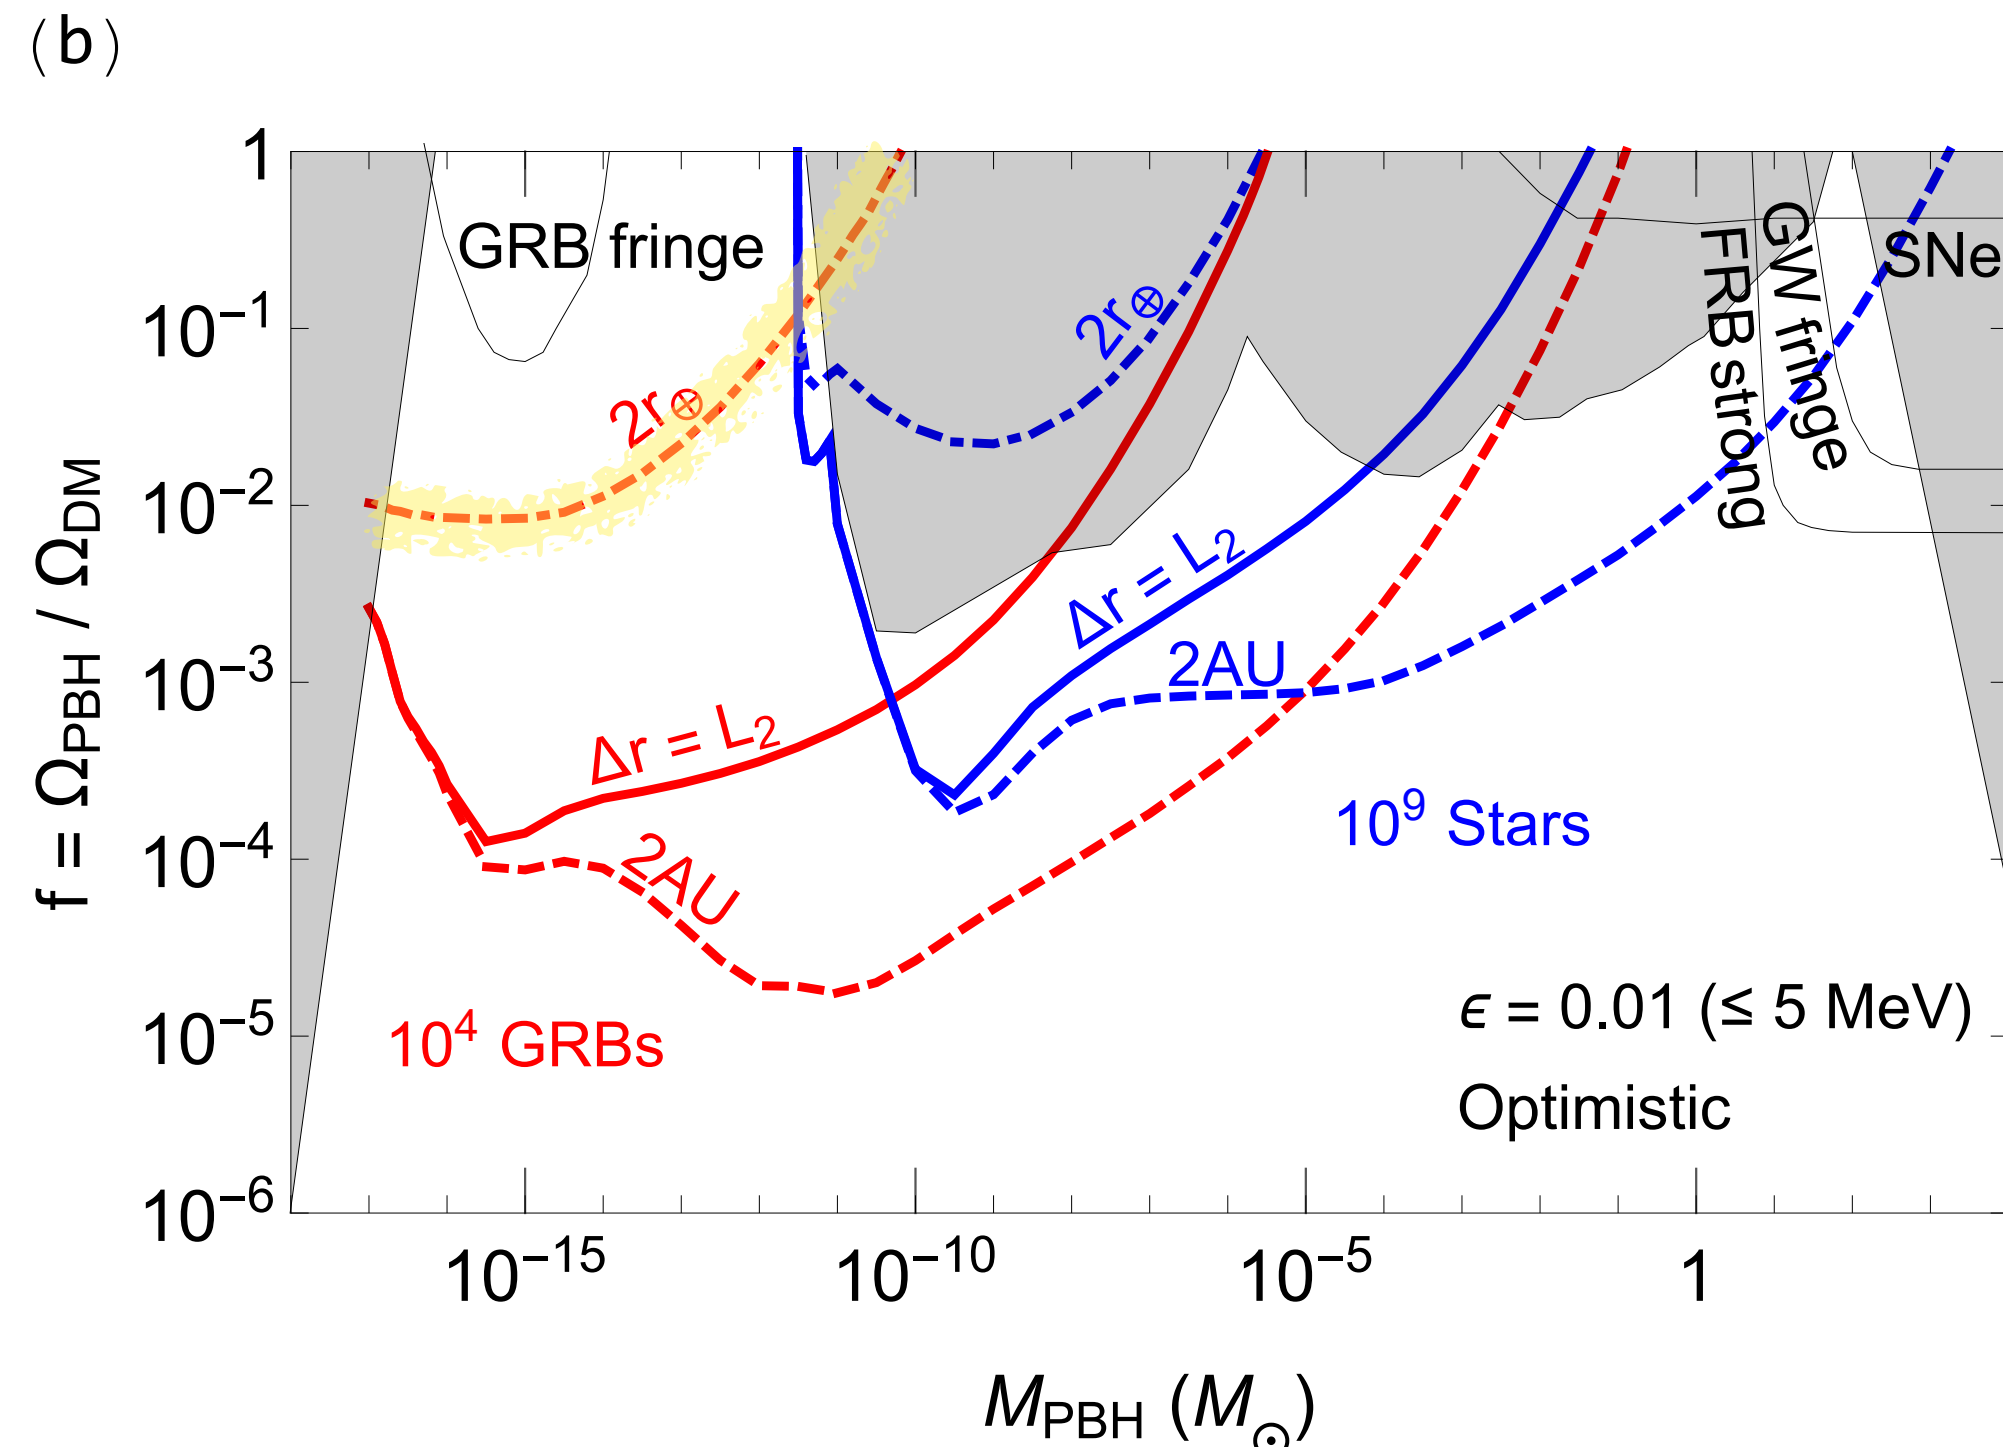 (b)
1
10⁻¹
10⁻²
10⁻³
10⁻⁴
10⁻⁵
10⁻⁶
f = Ω_PBH / Ω_DM
GRB fringe
2r⊕
2r⊕
FRB strong
GW fringe
SNe
Δr = L₂
Δr = L₂
2AU
2AU
10⁹ Stars
10⁴ GRBs
ϵ = 0.01 (≤ 5 MeV)
Optimistic
10⁻¹⁵
10⁻¹⁰
10⁻⁵
1
M_PBH (M_⊙)